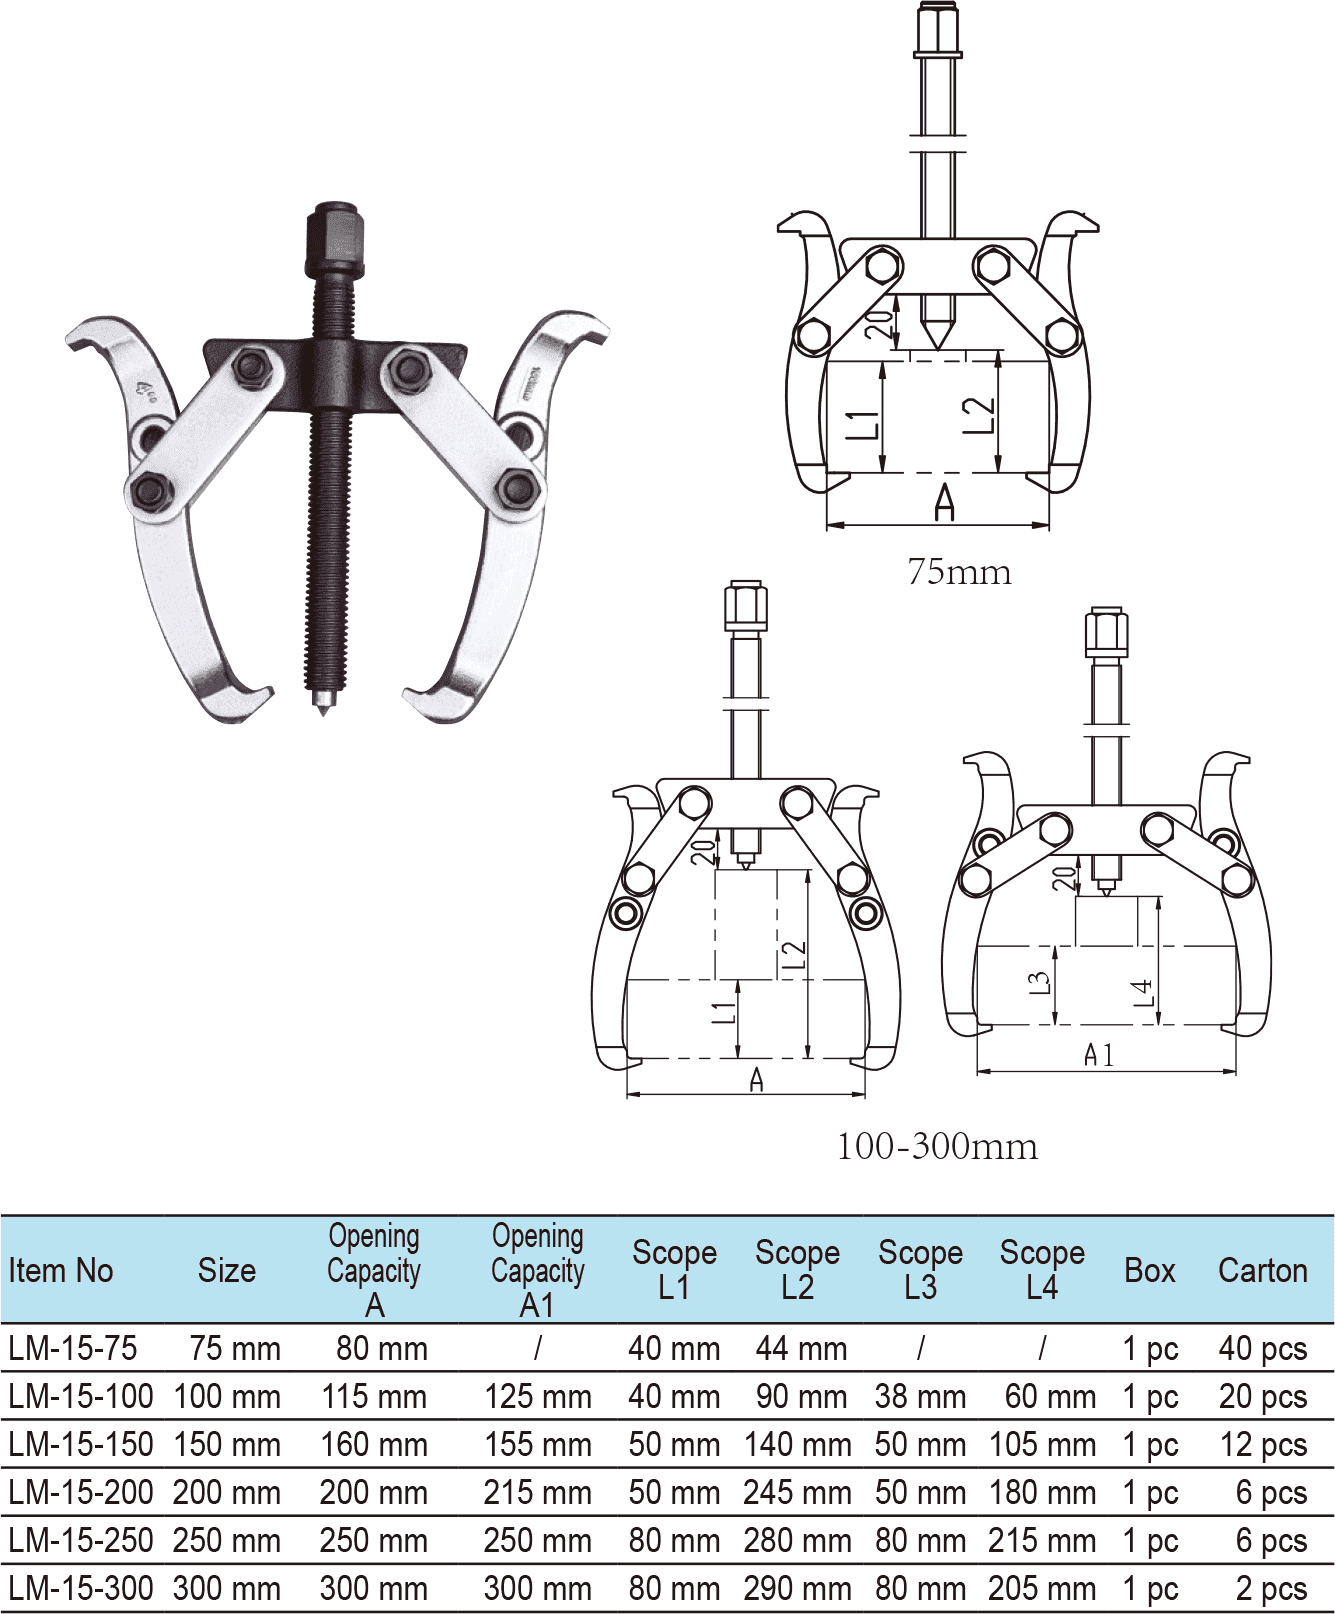 20
L1
L2
A
75mm
20
L2
L1
A
20
L3
L4
A1
100-300mm
Item No Size Opening Capacity A Opening Capacity A1 Scope L1 Scope L2 Scope L3 Scope L4 Box Carton
LM-15-75 75 mm 80 mm / 40 mm 44 mm / / 1 pc 40 pcs
LM-15-100 100 mm 115 mm 125 mm 40 mm 90 mm 38 mm 60 mm 1 pc 20 pcs
LM-15-150 150 mm 160 mm 155 mm 50 mm 140 mm 50 mm 105 mm 1 pc 12 pcs
LM-15-200 200 mm 200 mm 215 mm 50 mm 245 mm 50 mm 180 mm 1 pc 6 pcs
LM-15-250 250 mm 250 mm 250 mm 80 mm 280 mm 80 mm 215 mm 1 pc 6 pcs
LM-15-300 300 mm 300 mm 300 mm 80 mm 290 mm 80 mm 205 mm 1 pc 2 pcs